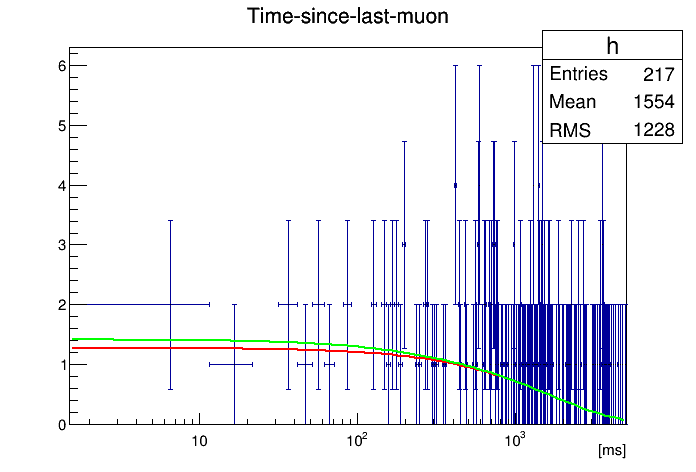 Time-since-last-muon
h
Entries 217
Mean 1554
RMS 1228
6
5
4
3
2
1
0
10
10²
10³
[ms]